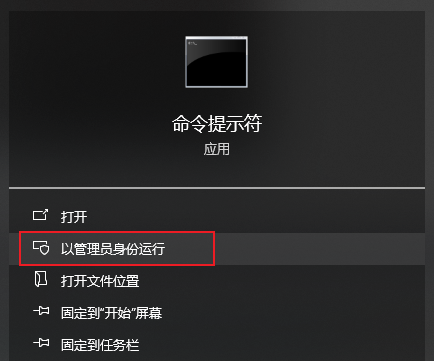 命令提示符
应用
打开
以管理员身份运行
打开文件位置
固定到"开始"屏幕
固定到任务栏